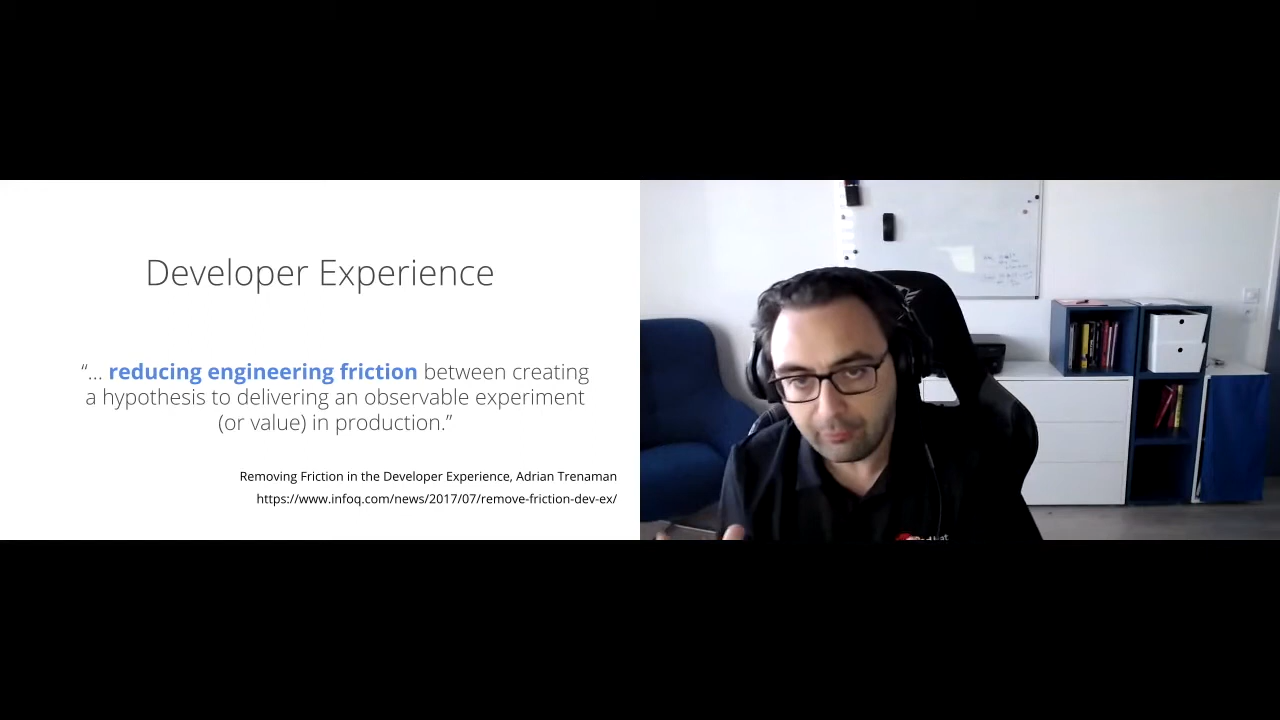 Developer Experience
“... reducing engineering friction between creating
a hypothesis to delivering an observable experiment
(or value) in production.”
Removing Friction in the Developer Experience, Adrian Trenaman
https://www.infoq.com/news/2017/07/remove-friction-dev-ex/